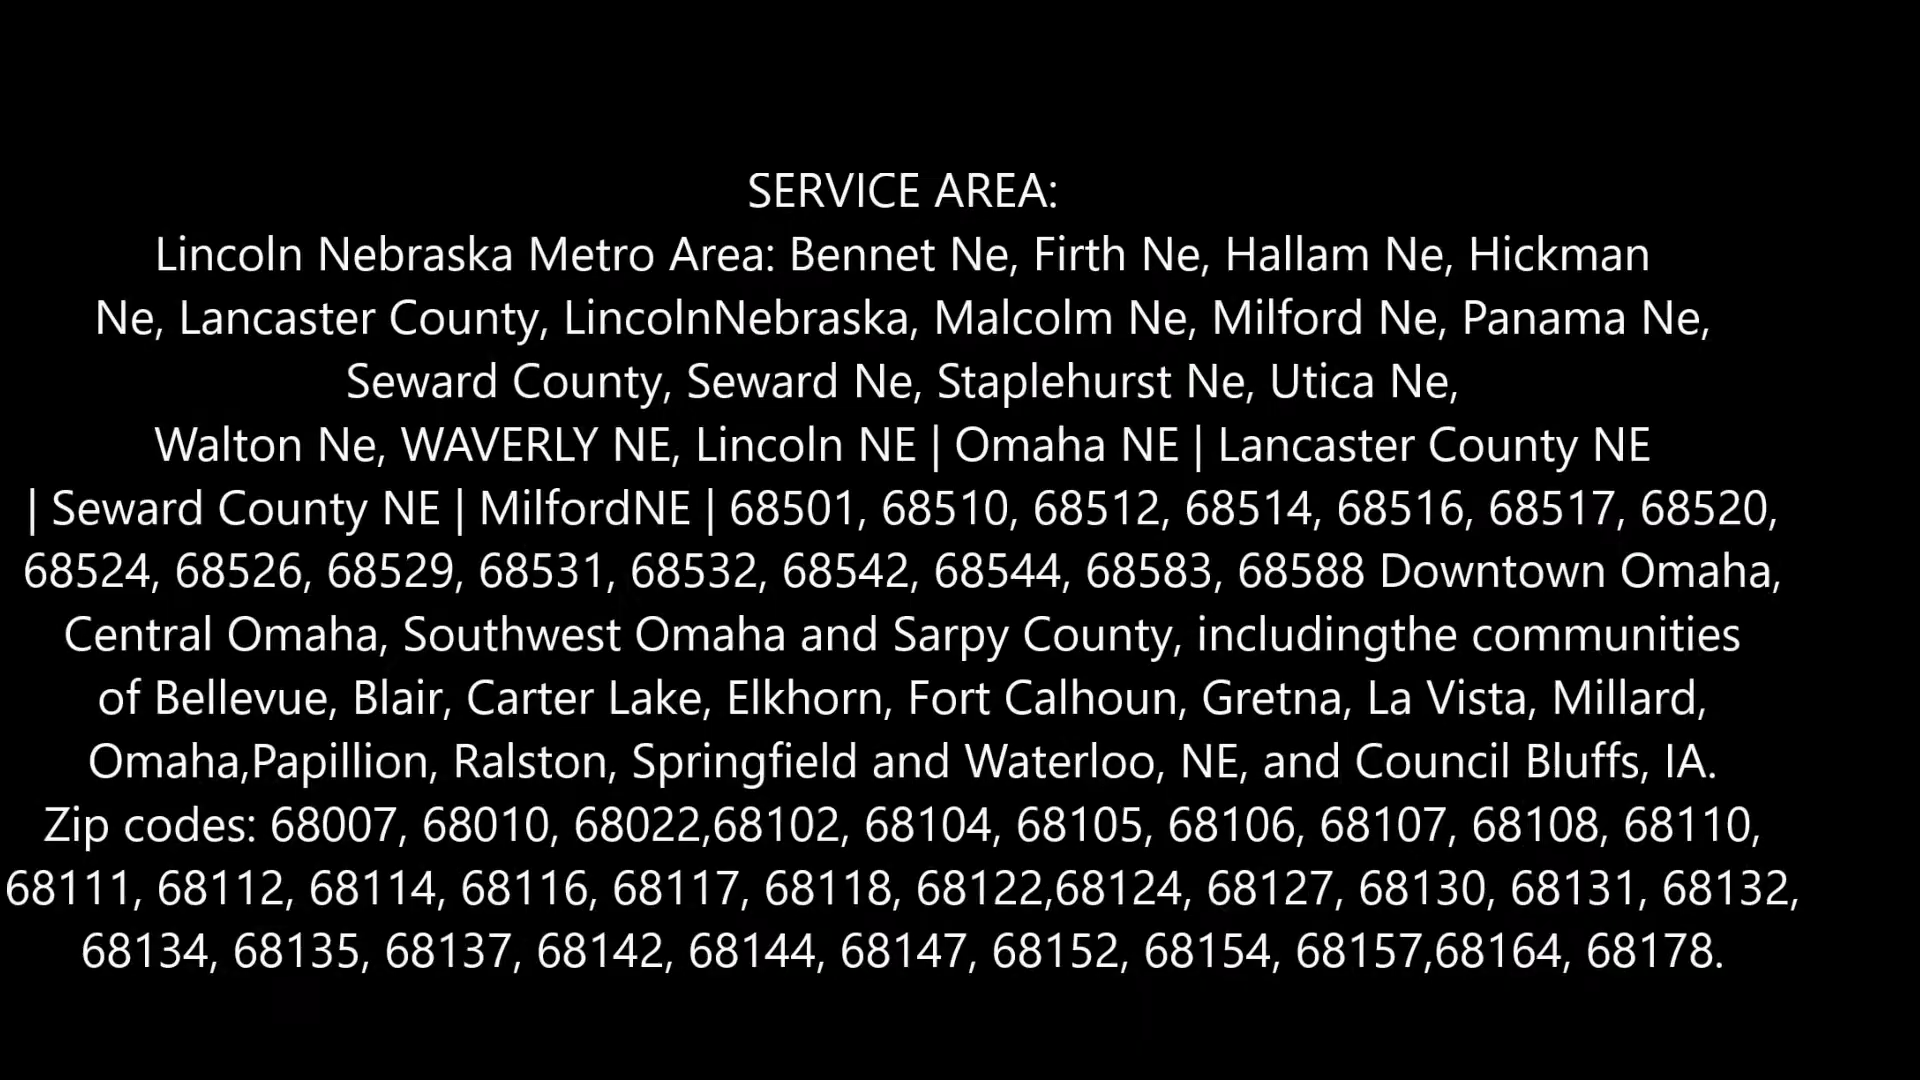 SERVICE AREA:
Lincoln Nebraska Metro Area: Bennet Ne, Firth Ne, Hallam Ne, Hickman
Ne, Lancaster County, LincolnNebraska, Malcolm Ne, Milford Ne, Panama Ne,
Seward County, Seward Ne, Staplehurst Ne, Utica Ne,
Walton Ne, WAVERLY NE, Lincoln NE | Omaha NE | Lancaster County NE
| Seward County NE | MilfordNE | 68501, 68510, 68512, 68514, 68516, 68517, 68520,
68524, 68526, 68529, 68531, 68532, 68542, 68544, 68583, 68588 Downtown Omaha,
Central Omaha, Southwest Omaha and Sarpy County, includingthe communities
of Bellevue, Blair, Carter Lake, Elkhorn, Fort Calhoun, Gretna, La Vista, Millard,
Omaha,Papillion, Ralston, Springfield and Waterloo, NE, and Council Bluffs, IA.
Zip codes: 68007, 68010, 68022,68102, 68104, 68105, 68106, 68107, 68108, 68110,
68111, 68112, 68114, 68116, 68117, 68118, 68122,68124, 68127, 68130, 68131, 68132,
68134, 68135, 68137, 68142, 68144, 68147, 68152, 68154, 68157,68164, 68178.